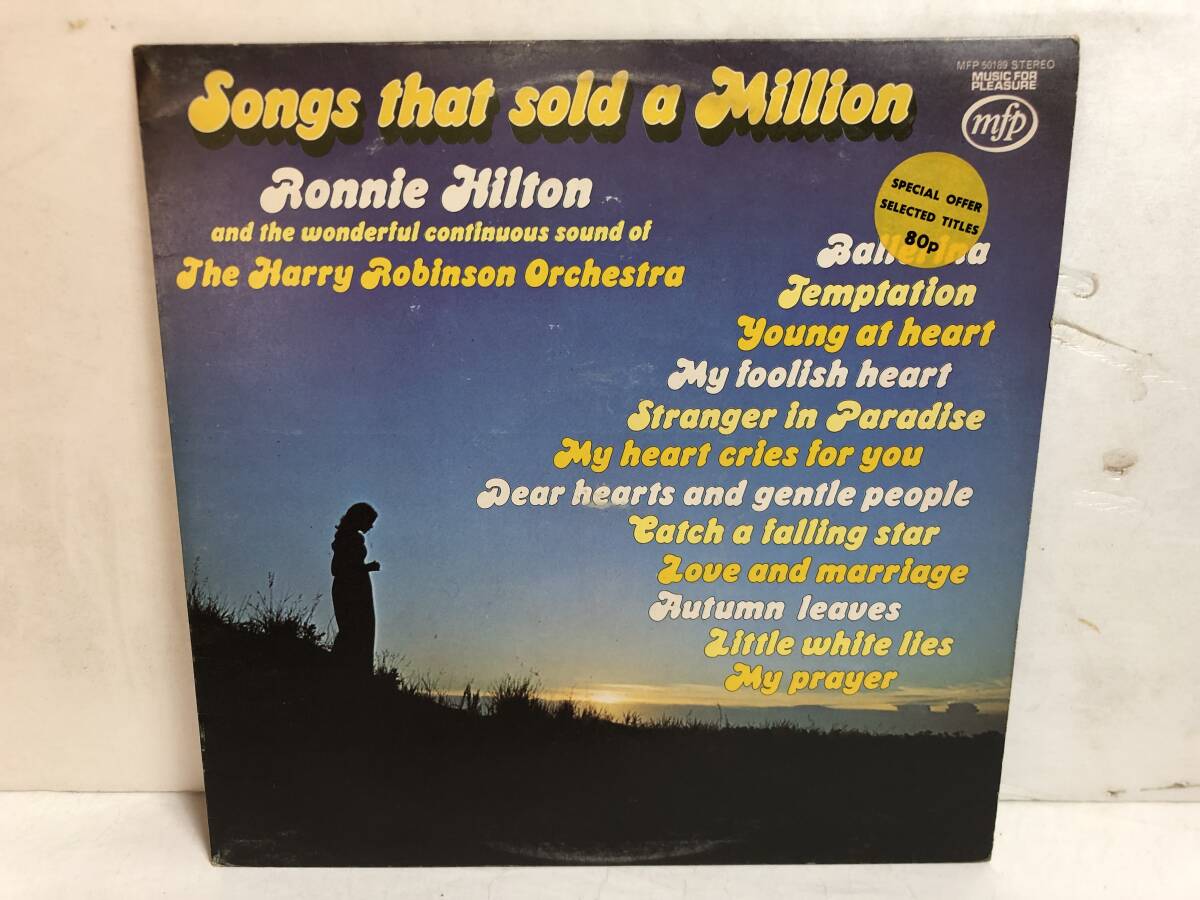 Songs that sold a Million
MFP 50189 STEREO
MUSIC FOR
PLEASURE
mfp
Ronnie Hilton
and the wonderful continuous sound of
The Harry Robinson Orchestra
SPECIAL OFFER
SELECTED TITLES
80p
Ballerina
Temptation
Young at heart
My foolish heart
Stranger in Paradise
My heart cries for you
Dear hearts and gentle people
Catch a falling star
Love and marriage
Autumn leaves
Little white lies
My prayer